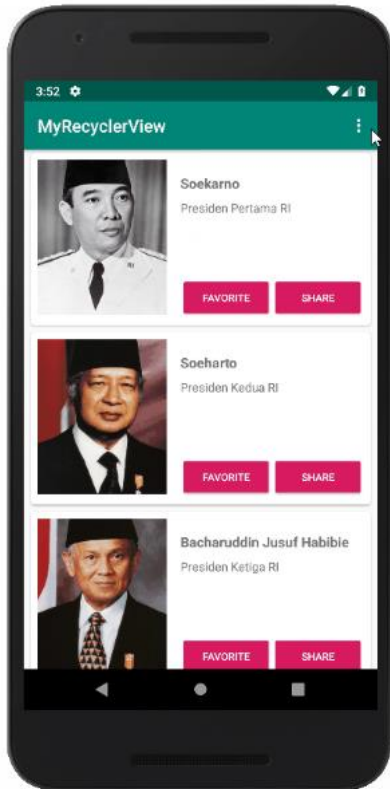 3:52
MyRecyclerView
Soekarno
Presiden Pertama RI
FAVORITE SHARE
Soeharto
Presiden Kedua RI
FAVORITE SHARE
Bacharuddin Jusuf Habibie
Presiden Ketiga RI
FAVORITE SHARE